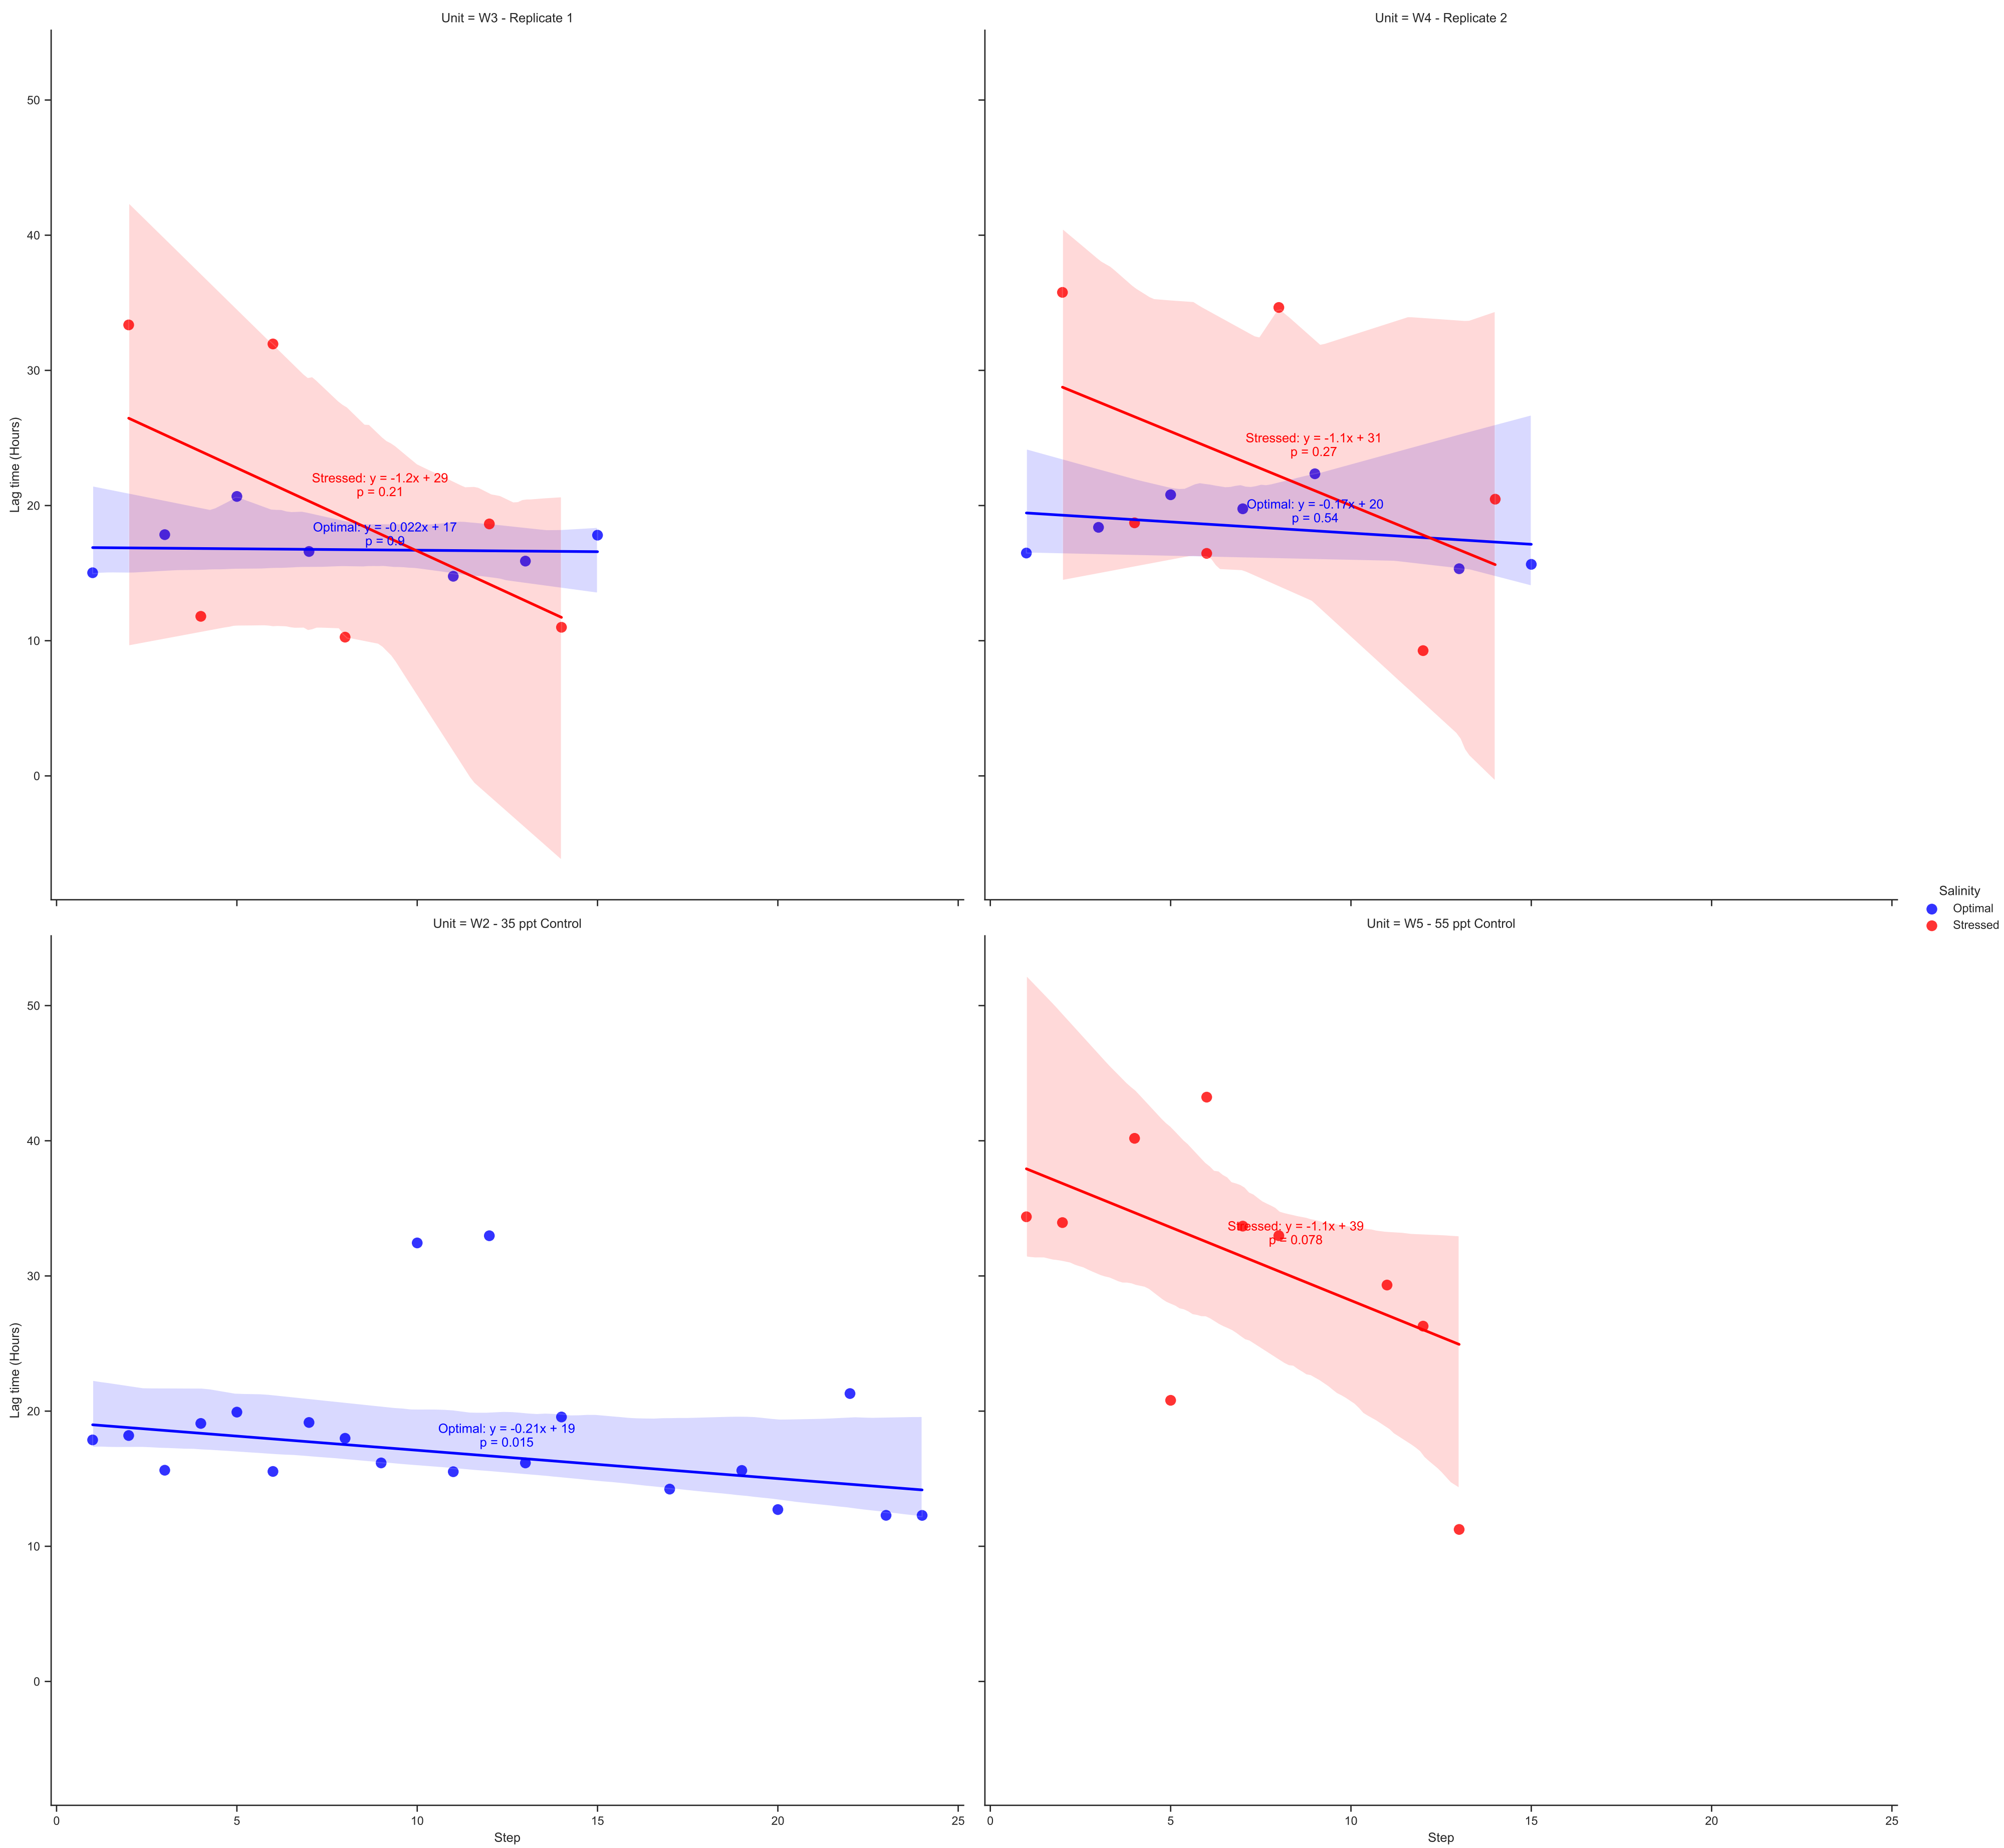 Unit = W3 - Replicate 1
Unit = W4 - Replicate 2
50
40
30
20
10
0
Lag time (Hours)
Stressed: y = -1.2x + 29
p = 0.21
Optimal: y = -0.022x + 17
p = 0.9
Stressed: y = -1.1x + 31
p = 0.27
Optimal: y = -0.17x + 20
p = 0.54
Salinity
Optimal
Stressed
Unit = W2 - 35 ppt Control
Unit = W5 - 55 ppt Control
50
40
30
20
10
0
Lag time (Hours)
Optimal: y = -0.21x + 19
p = 0.015
Stressed: y = -1.1x + 39
p = 0.078
0 5 10 15 20 25
Step
0 5 10 15 20 25
Step